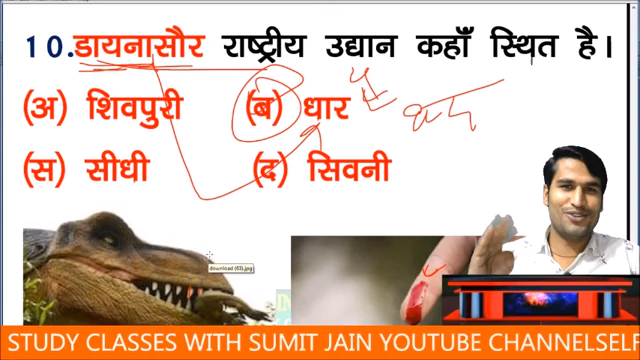 10. डायनासौर राष्ट्रीय उद्यान कहाँ स्थित है।
(अ) शिवपुरी (ब) धार
(स) सीधी (द) सिवनी
download (63).jpg
STUDY CLASSES WITH SUMIT JAIN YOUTUBE CHANNELSELF